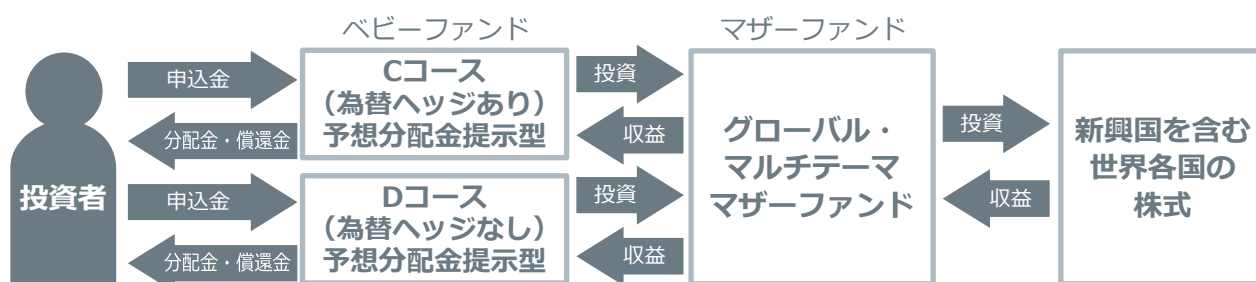 ベビーファンド
マザーファンド
投資者
申込金
分配金・償還金
Cコース
（為替ヘッジあり）
予想分配金提示型
投資
収益
申込金
分配金・償還金
Dコース
（為替ヘッジなし）
予想分配金提示型
投資
収益
グローバル・
マルチテーマ
マザーファンド
投資
収益
新興国を含む
世界各国の
株式